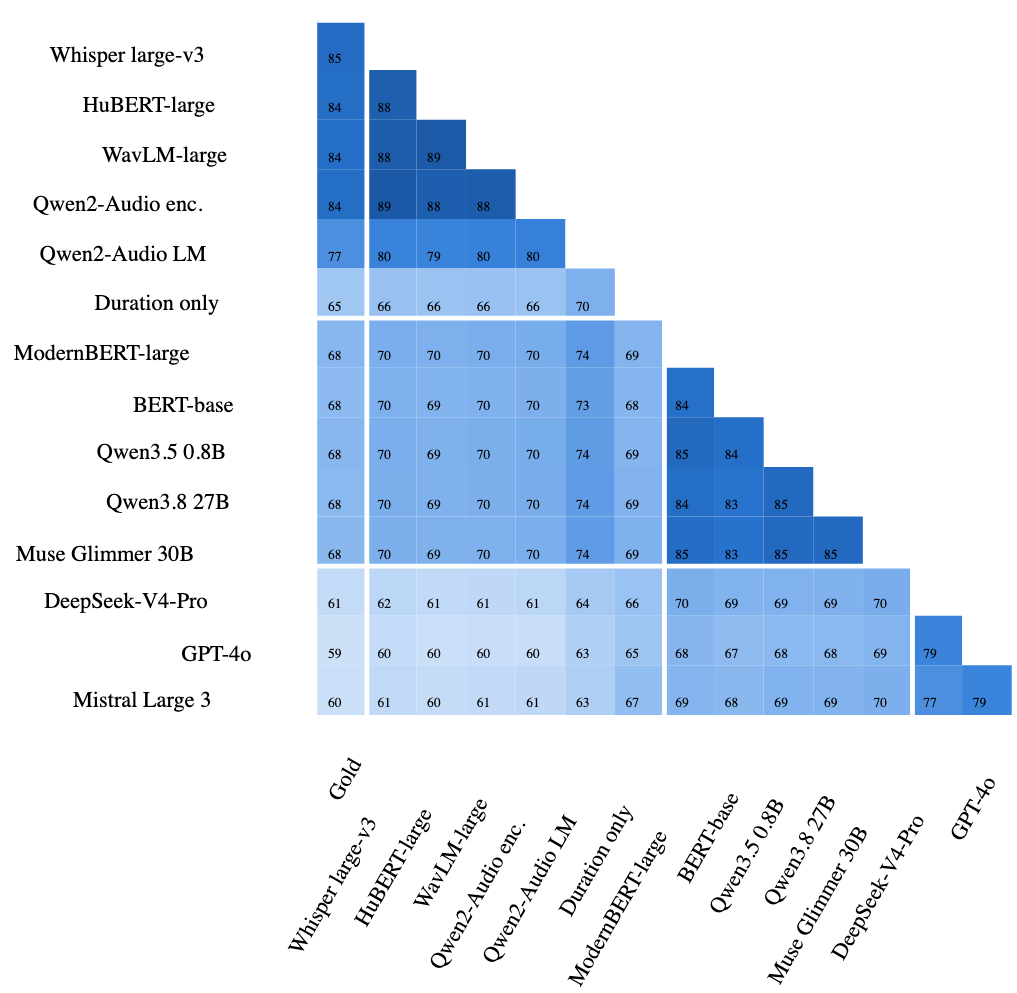 Whisper large-v3 85
HuBERT-large 84 88
WavLM-large 84 88 89
Qwen2-Audio enc. 84 89 88 88
Qwen2-Audio LM 77 80 79 80 80
Duration only 65 66 66 66 66 70
ModernBERT-large 68 70 70 70 70 74 69
BERT-base 68 70 69 70 70 73 68 84
Qwen3.5 0.8B 68 70 69 70 70 74 69 85 84
Qwen3.8 27B 68 70 69 70 70 74 69 84 83 85
Muse Glimmer 30B 68 70 69 70 70 74 69 85 83 85 85
DeepSeek-V4-Pro 61 62 61 61 61 64 66 70 69 69 69 70
GPT-4o 59 60 60 60 60 63 65 68 67 68 68 69 79
Mistral Large 3 60 61 60 61 61 63 67 69 68 69 69 70 77 79
Gold
Whisper large-v3
HuBERT-large
WavLM-large
Qwen2-Audio enc.
Qwen2-Audio LM
Duration only
ModernBERT-large
BERT-base
Qwen3.5 0.8B
Qwen3.8 27B
Muse Glimmer 30B
DeepSeek-V4-Pro
GPT-4o